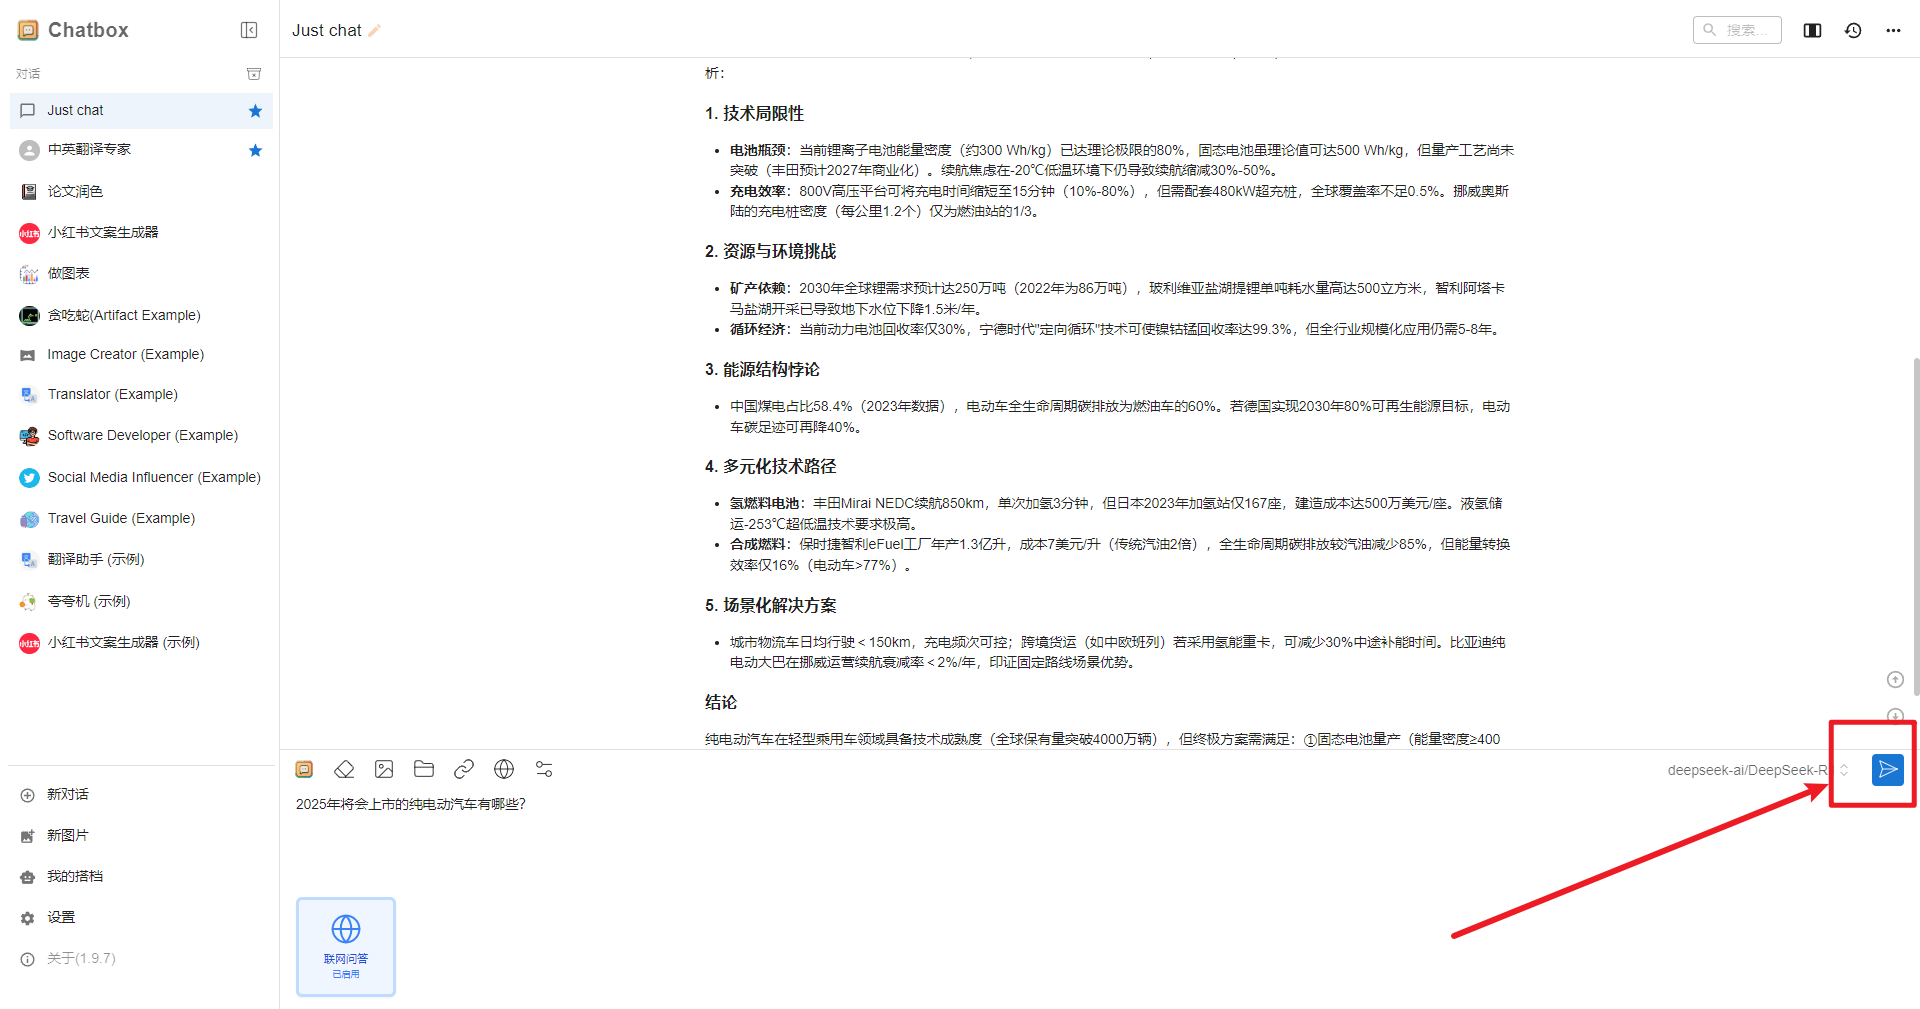 Chatbox
对话
Just chat
中英翻译专家
论文润色
小红书文案生成器
做图表
贪吃蛇(Artifact Example)
Image Creator (Example)
Translator (Example)
Software Developer (Example)
Social Media Influencer (Example)
Travel Guide (Example)
翻译助手 (示例)
夸夸机 (示例)
小红书文案生成器 (示例)
新对话
新图片
我的搭档
设置
关于(1.9.7)
Just chat
搜索...
析：
1. 技术局限性
• 电池瓶颈：当前锂离子电池能量密度（约300 Wh/kg）已达理论极限的80%，固态电池虽理论值可达500 Wh/kg，但量产工艺尚未
突破（丰田预计2027年商业化）。续航焦虑在-20℃低温环境下仍导致续航缩减30%-50%。
• 充电效率：800V高压平台可将充电时间缩短至15分钟（10%-80%），但需配套480kW超充桩，全球覆盖率不足0.5%。挪威奥斯
陆的充电桩密度（每公里1.2个）仅为燃油站的1/3。
2. 资源与环境挑战
• 矿产依赖：2030年全球锂需求预计达250万吨（2022年为86万吨），玻利维亚盐湖提锂单吨耗水量高达500立方米，智利阿塔卡
马盐湖开采已导致地下水位下降1.5米/年。
• 循环经济：当前动力电池回收率仅30%，宁德时代"定向循环"技术可使镍钴锰回收率达99.3%，但全行业规模化应用仍需5-8年。
3. 能源结构悖论
• 中国煤电占比58.4%（2023年数据），电动车全生命周期碳排放为燃油车的60%。若德国实现2030年80%可再生能源目标，电动
车碳足迹可再降40%。
4. 多元化技术路径
• 氢燃料电池：丰田Mirai NEDC续航850km，单次加氢3分钟，但日本2023年加氢站仅167座，建造成本达500万美元/座。液氢储
运-253℃超低温技术要求极高。
• 合成燃料：保时捷智利eFuel工厂年产1.3亿升，成本7美元/升（传统汽油2倍），全生命周期碳排放较汽油减少85%，但能量转换
效率仅16%（电动车>77%）。
5. 场景化解决方案
• 城市物流车日均行驶＜150km，充电频次可控；跨境货运（如中欧班列）若采用氢能重卡，可减少30%中途补能时间。比亚迪纯
电动大巴在挪威运营续航衰减率＜2%/年，印证固定路线场景优势。
结论
纯电动汽车在轻型乘用车领域具备技术成熟度（全球保有量突破4000万辆），但终极方案需满足：①固态电池量产（能量密度≥400
deepseek-ai/DeepSeek-R
2025年将会上市的纯电动汽车有哪些?
联网问答
已启用